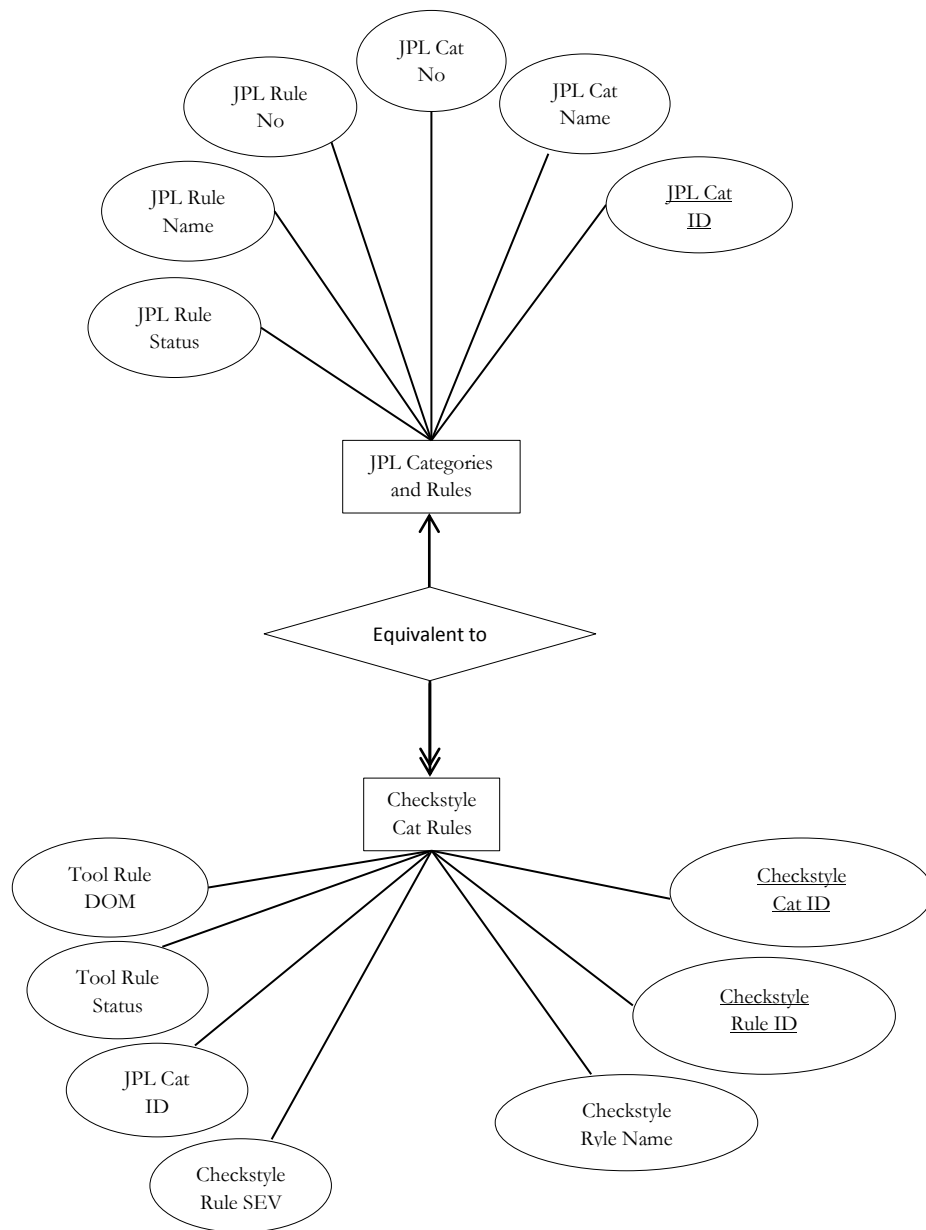 JPL Cat
No
JPL Rule
No
JPL Cat
Name
JPL Rule
Name
JPL Cat
ID
JPL Rule
Status
JPL Categories
and Rules
Equivalent to
Checkstyle
Cat Rules
Tool Rule
DOM
Checkstyle
Cat ID
Tool Rule
Status
Checkstyle
Rule ID
JPL Cat
ID
Checkstyle
Ryle Name
Checkstyle
Rule SEV